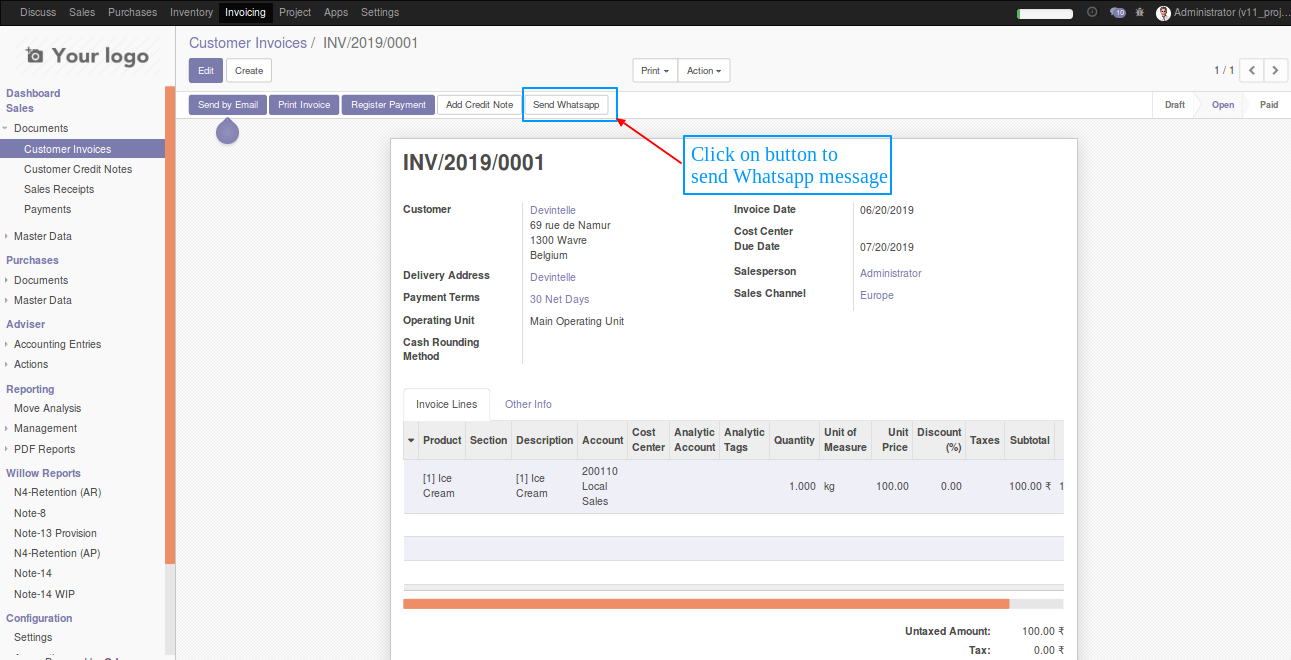 Discuss Sales Purchases Inventory Invoicing Project Apps Settings 10 Administrator (v11_proj...
Your logo
Customer Invoices / INV/2019/0001
Edit Create Print Action 1 / 1
Send by Email Print Invoice Register Payment Add Credit Note Send Whatsapp Draft Open Paid
Dashboard
Sales
Documents
Customer Invoices
Customer Credit Notes
Sales Receipts
Payments
Master Data
Purchases
Documents
Master Data
Adviser
Accounting Entries
Actions
Reporting
Move Analysis
Management
PDF Reports
Willow Reports
N4-Retention (AR)
Note-8
Note-13 Provision
N4-Retention (AP)
Note-14
Note-14 WIP
Configuration
Settings
Click on button to
send Whatsapp message
INV/2019/0001
Customer Devintelle
69 rue de Namur
1300 Wavre
Belgium
Delivery Address Devintelle
Payment Terms 30 Net Days
Operating Unit Main Operating Unit
Cash Rounding
Method
Invoice Date 06/20/2019
Cost Center
Due Date 07/20/2019
Salesperson Administrator
Sales Channel Europe
Invoice Lines Other Info
Product Section Description Account Cost Center Analytic Account Analytic Tags Quantity Unit of Measure Unit Price Discount (%) Taxes Subtotal
[1] Ice Cream [1] Ice Cream 200110 Local Sales 1.000 kg 100.00 0.00 100.00 ₹ 1
Untaxed Amount: 100.00 ₹
Tax: 0.00 ₹